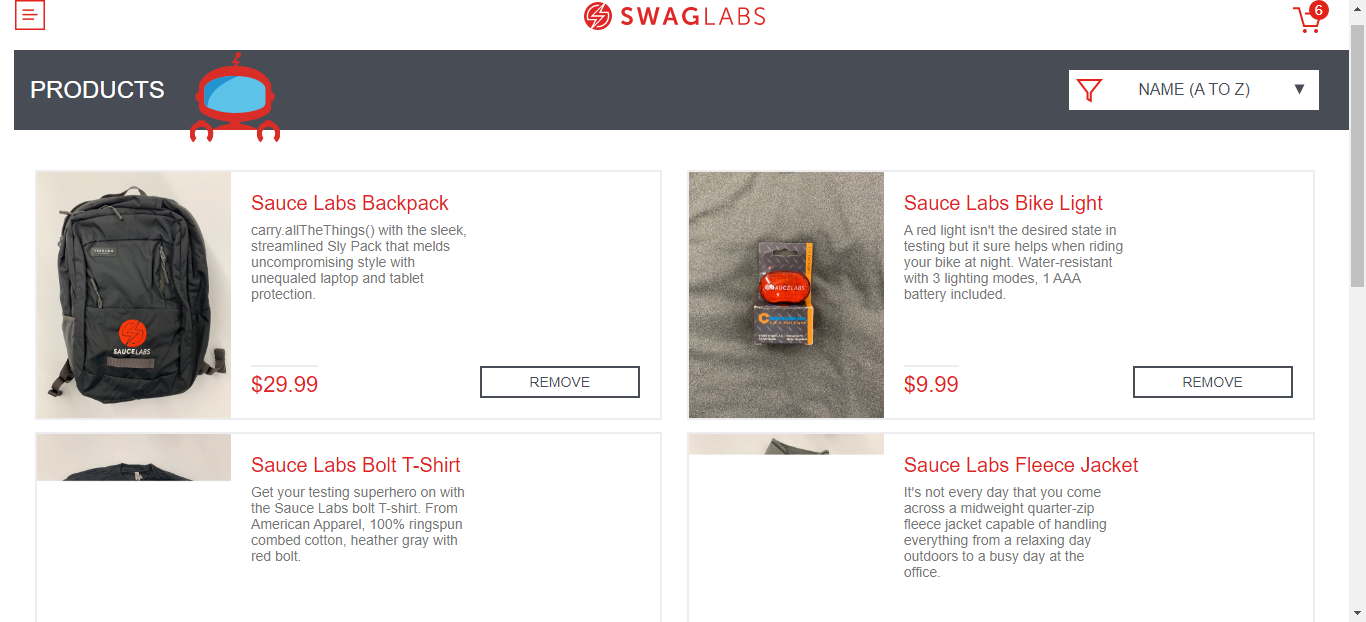 SWAGLABS
6
PRODUCTS
NAME (A TO Z)
Sauce Labs Backpack
carry.allTheThings() with the sleek,
streamlined Sly Pack that melds
uncompromising style with
unequaled laptop and tablet
protection.
$29.99
REMOVE
SAUCELABS
Sauce Labs Bike Light
A red light isn't the desired state in
testing but it sure helps when riding
your bike at night. Water-resistant
with 3 lighting modes, 1 AAA
battery included.
$9.99
REMOVE
SAUCELABS
Sauce Labs Bolt T-Shirt
Get your testing superhero on with
the Sauce Labs bolt T-shirt. From
American Apparel, 100% ringspun
combed cotton, heather gray with
red bolt.
Sauce Labs Fleece Jacket
It's not every day that you come
across a midweight quarter-zip
fleece jacket capable of handling
everything from a relaxing day
outdoors to a busy day at the
office.